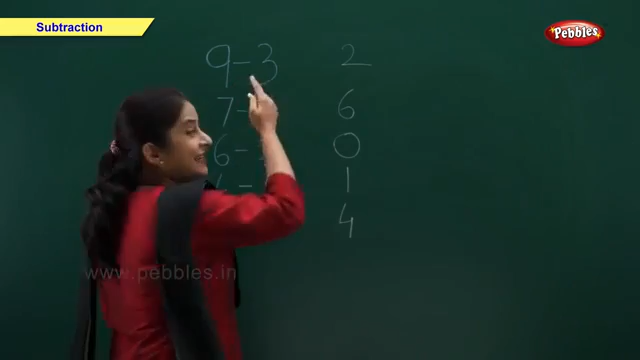 Subtraction
Pebbles
9-3 2
7- 6
6- 0
- 1
4
www.pebbles.in